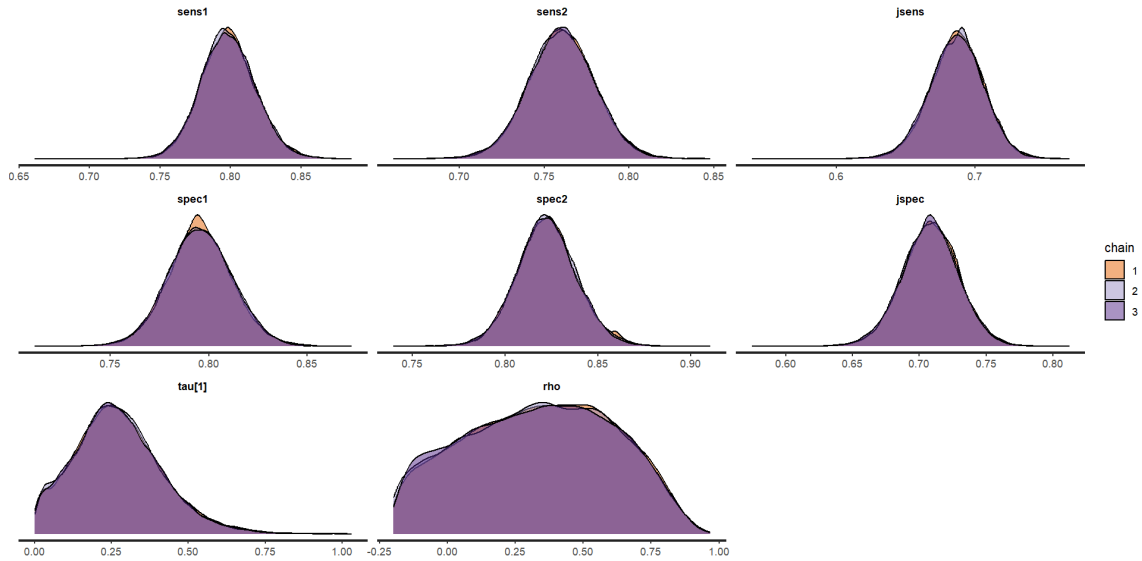 sens1 sens2 jsens
0.65 0.70 0.75 0.80 0.85 0.70 0.75 0.80 0.85 0.6 0.7
spec1 spec2 jspec
chain
1
2
3
0.75 0.80 0.85 0.75 0.80 0.85 0.90 0.60 0.65 0.70 0.75 0.80
tau[1] rho
0.00 0.25 0.50 0.75 1.00 -0.25 0.00 0.25 0.50 0.75 1.00